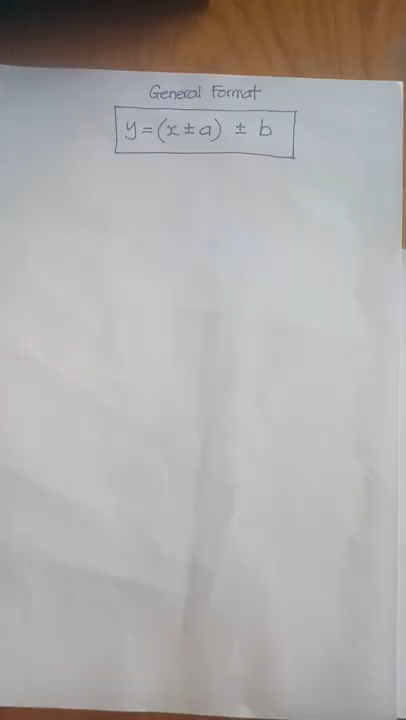 General Format
y = (x ± a) ± b